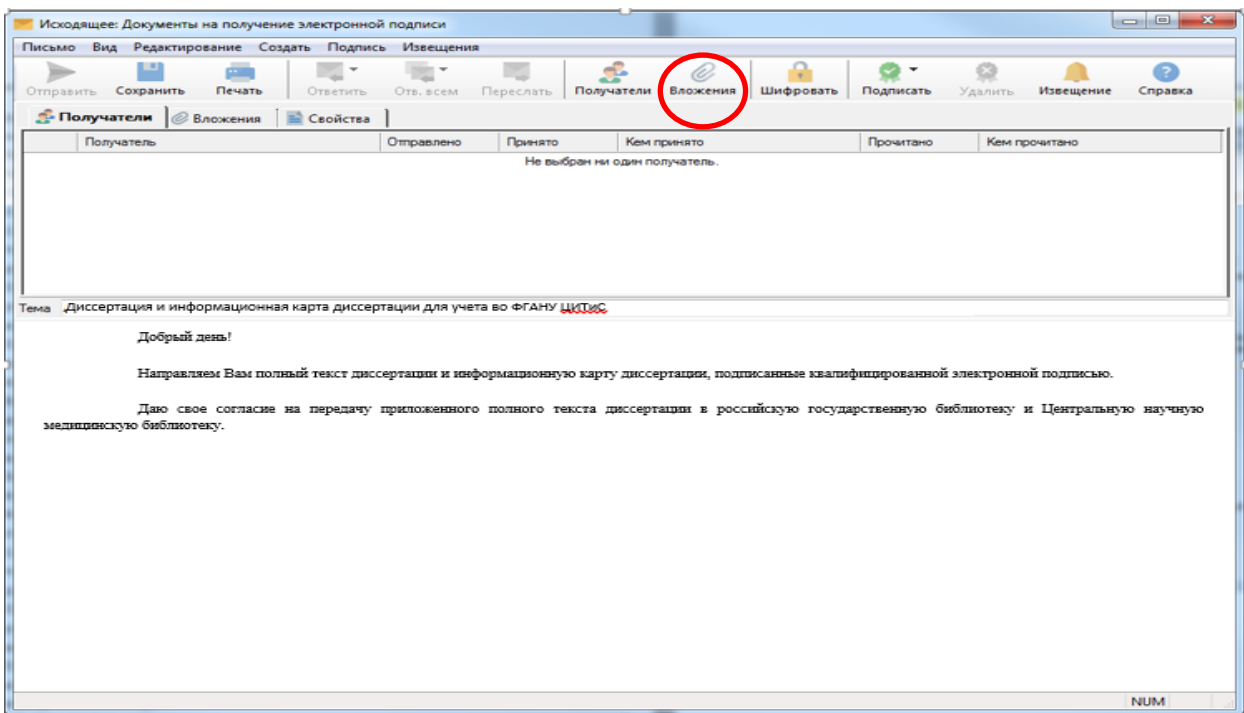 Исходящее: Документы на получение электронной подписи
Письмо Вид Редактирование Создать Подпись Извещения
Отправить Сохранить Печать Ответить Отв. всем Переслать Получатели Вложения Шифровать Подписать Удалить Извещение Справка
Получатели Вложения Свойства
Получатель Отправлено Принято Кем принято Прочитано Кем прочитано
Не выбран ни один получатель.
Тема Диссертация и информационная карта диссертации для учета во ФГАНУ ЦИТиС
Добрый день!
Направляем Вам полный текст диссертации и информационную карту диссертации, подписанные квалифицированной электронной подписью.
Даю свое согласие на передачу приложенного полного текста диссертации в российскую государственную библиотеку и Центральную научную
медицинскую библиотеку.
NUM